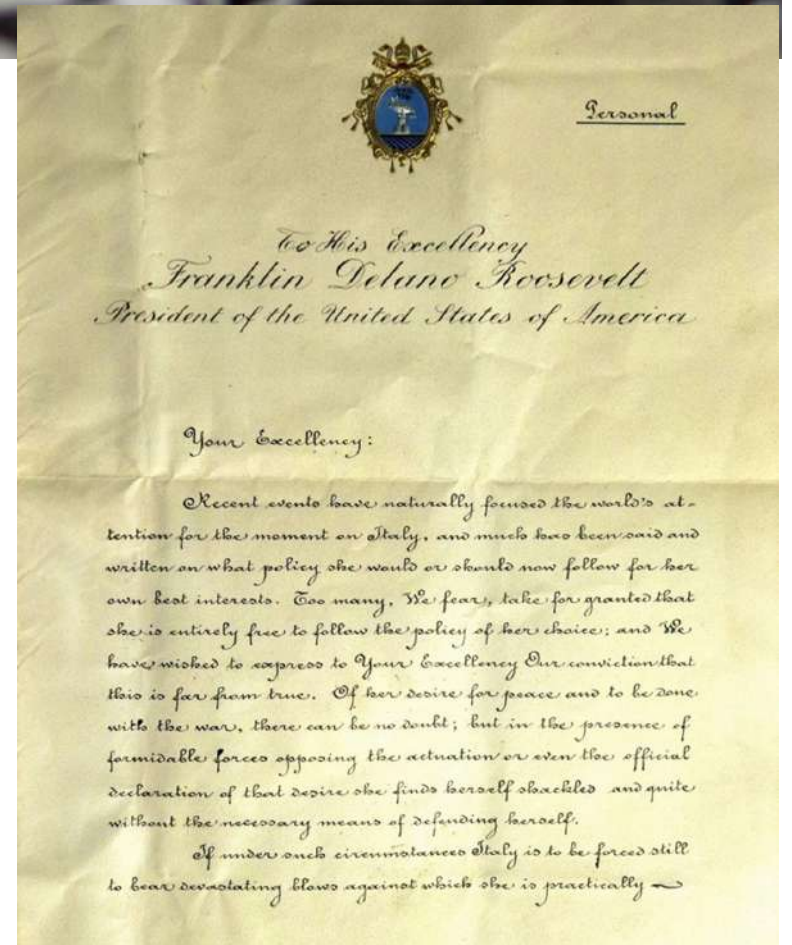 Personal
To His Excellency
Franklin Delano Roosevelt
President of the United States of America
Your Excellency:
Recent events have naturally focused the world's at-
tention for the moment on Italy, and much has been said and
written on what policy she would or should now follow for her
own best interests. Too many, We fear, take for granted that
she is entirely free to follow the policy of her choice; and We
have wished to express to Your Excellency Our conviction that
this is far from true. Of her desire for peace and to be done
with the war, there can be no doubt; but in the presence of
formidable forces opposing the actuation or even the official
declaration of that desire she finds herself shackled and quite
without the necessary means of defending herself.
If under such circumstances Italy is to be forced still
to bear devastating blows against which she is practically